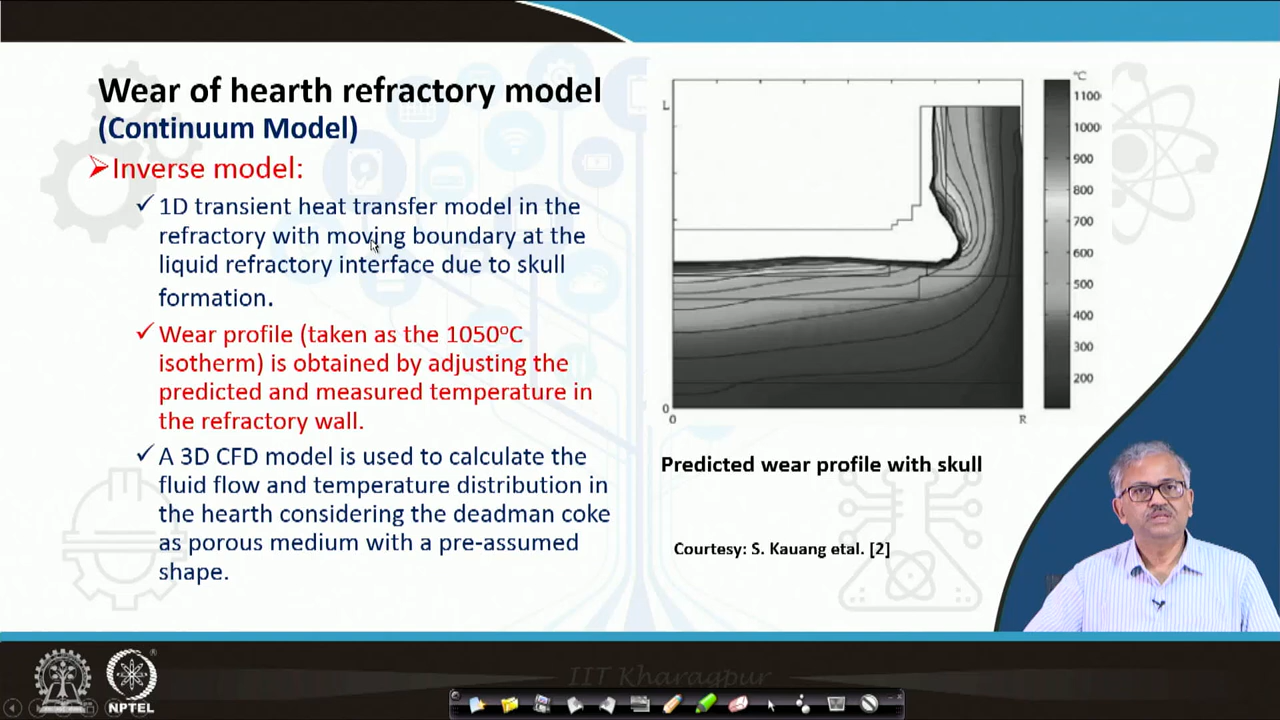 Wear of hearth refractory model
(Continuum Model)
Inverse model:
1D transient heat transfer model in the
refractory with moving boundary at the
liquid refractory interface due to skull
formation.
Wear profile (taken as the 1050°C
isotherm) is obtained by adjusting the
predicted and measured temperature in
the refractory wall.
A 3D CFD model is used to calculate the
fluid flow and temperature distribution in
the hearth considering the deadman coke
as porous medium with a pre-assumed
shape.
L
0
0
R
°C
1100
1000
900
800
700
600
500
400
300
200
Predicted wear profile with skull
Courtesy: S. Kauang etal. [2]
IIT Kharagpur
NPTEL